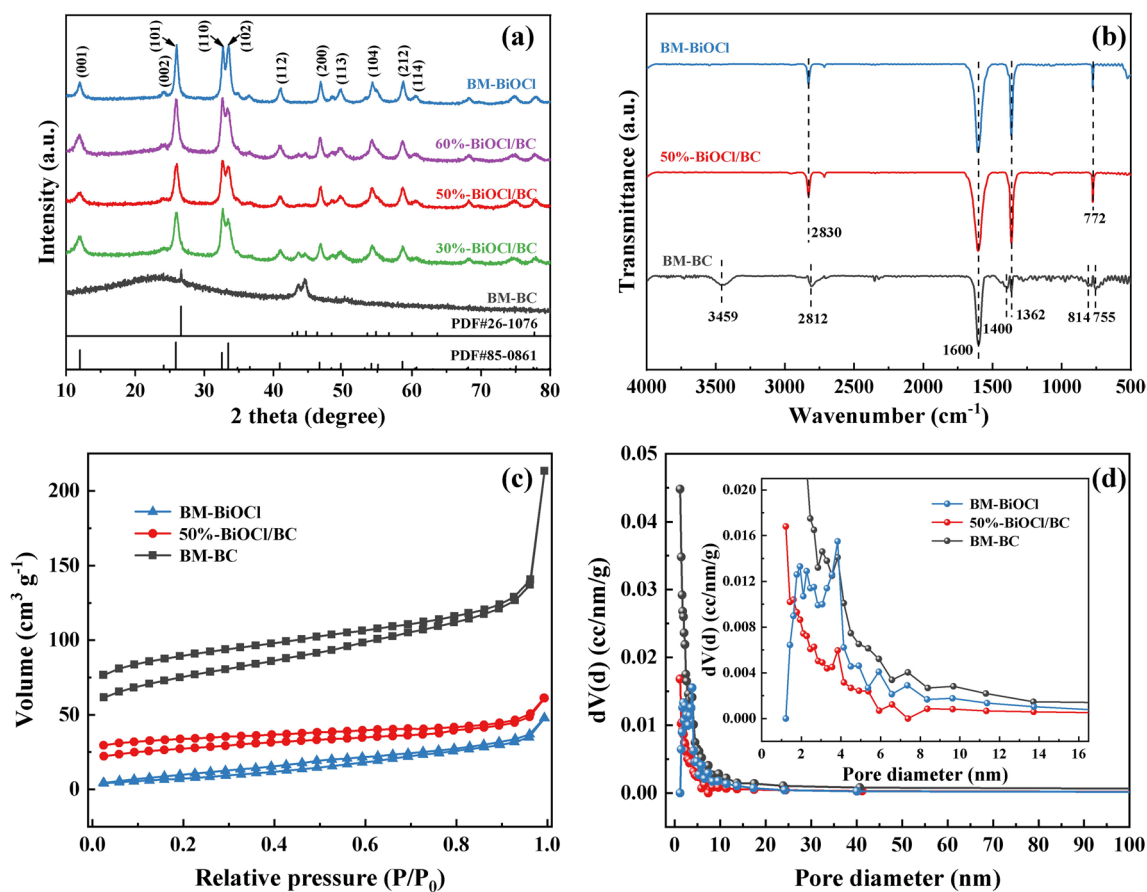 (a)
(001)
(002)
(101)
(110)
(102)
(112)
(200)
(113)
(104)
(212)
(114)
BM-BiOCl
60%-BiOCl/BC
50%-BiOCl/BC
30%-BiOCl/BC
BM-BC
PDF#26-1076
PDF#85-0861
Intensity (a.u.)
10 20 30 40 50 60 70 80
2 theta (degree)
(b)
BM-BiOCl
50%-BiOCl/BC
2830
772
BM-BC
3459
2812
1600
1400
1362
814
755
Transmittance (a.u.)
4000 3500 3000 2500 2000 1500 1000 500
Wavenumber (cm-1)
(c)
200
150
100
50
0
BM-BiOCl
50%-BiOCl/BC
BM-BC
Volume (cm3 g-1)
0.0 0.2 0.4 0.6 0.8 1.0
Relative pressure (P/P0)
(d)
0.05
0.04
0.03
0.02
0.01
0.00
dV(d) (cc/nm/g)
0.020
0.016
0.012
0.008
0.004
0.000
dV(d) (cc/nm/g)
BM-BiOCl
50%-BiOCl/BC
BM-BC
0 2 4 6 8 10 12 14 16
Pore diameter (nm)
0 10 20 30 40 50 60 70 80 90 100
Pore diameter (nm)